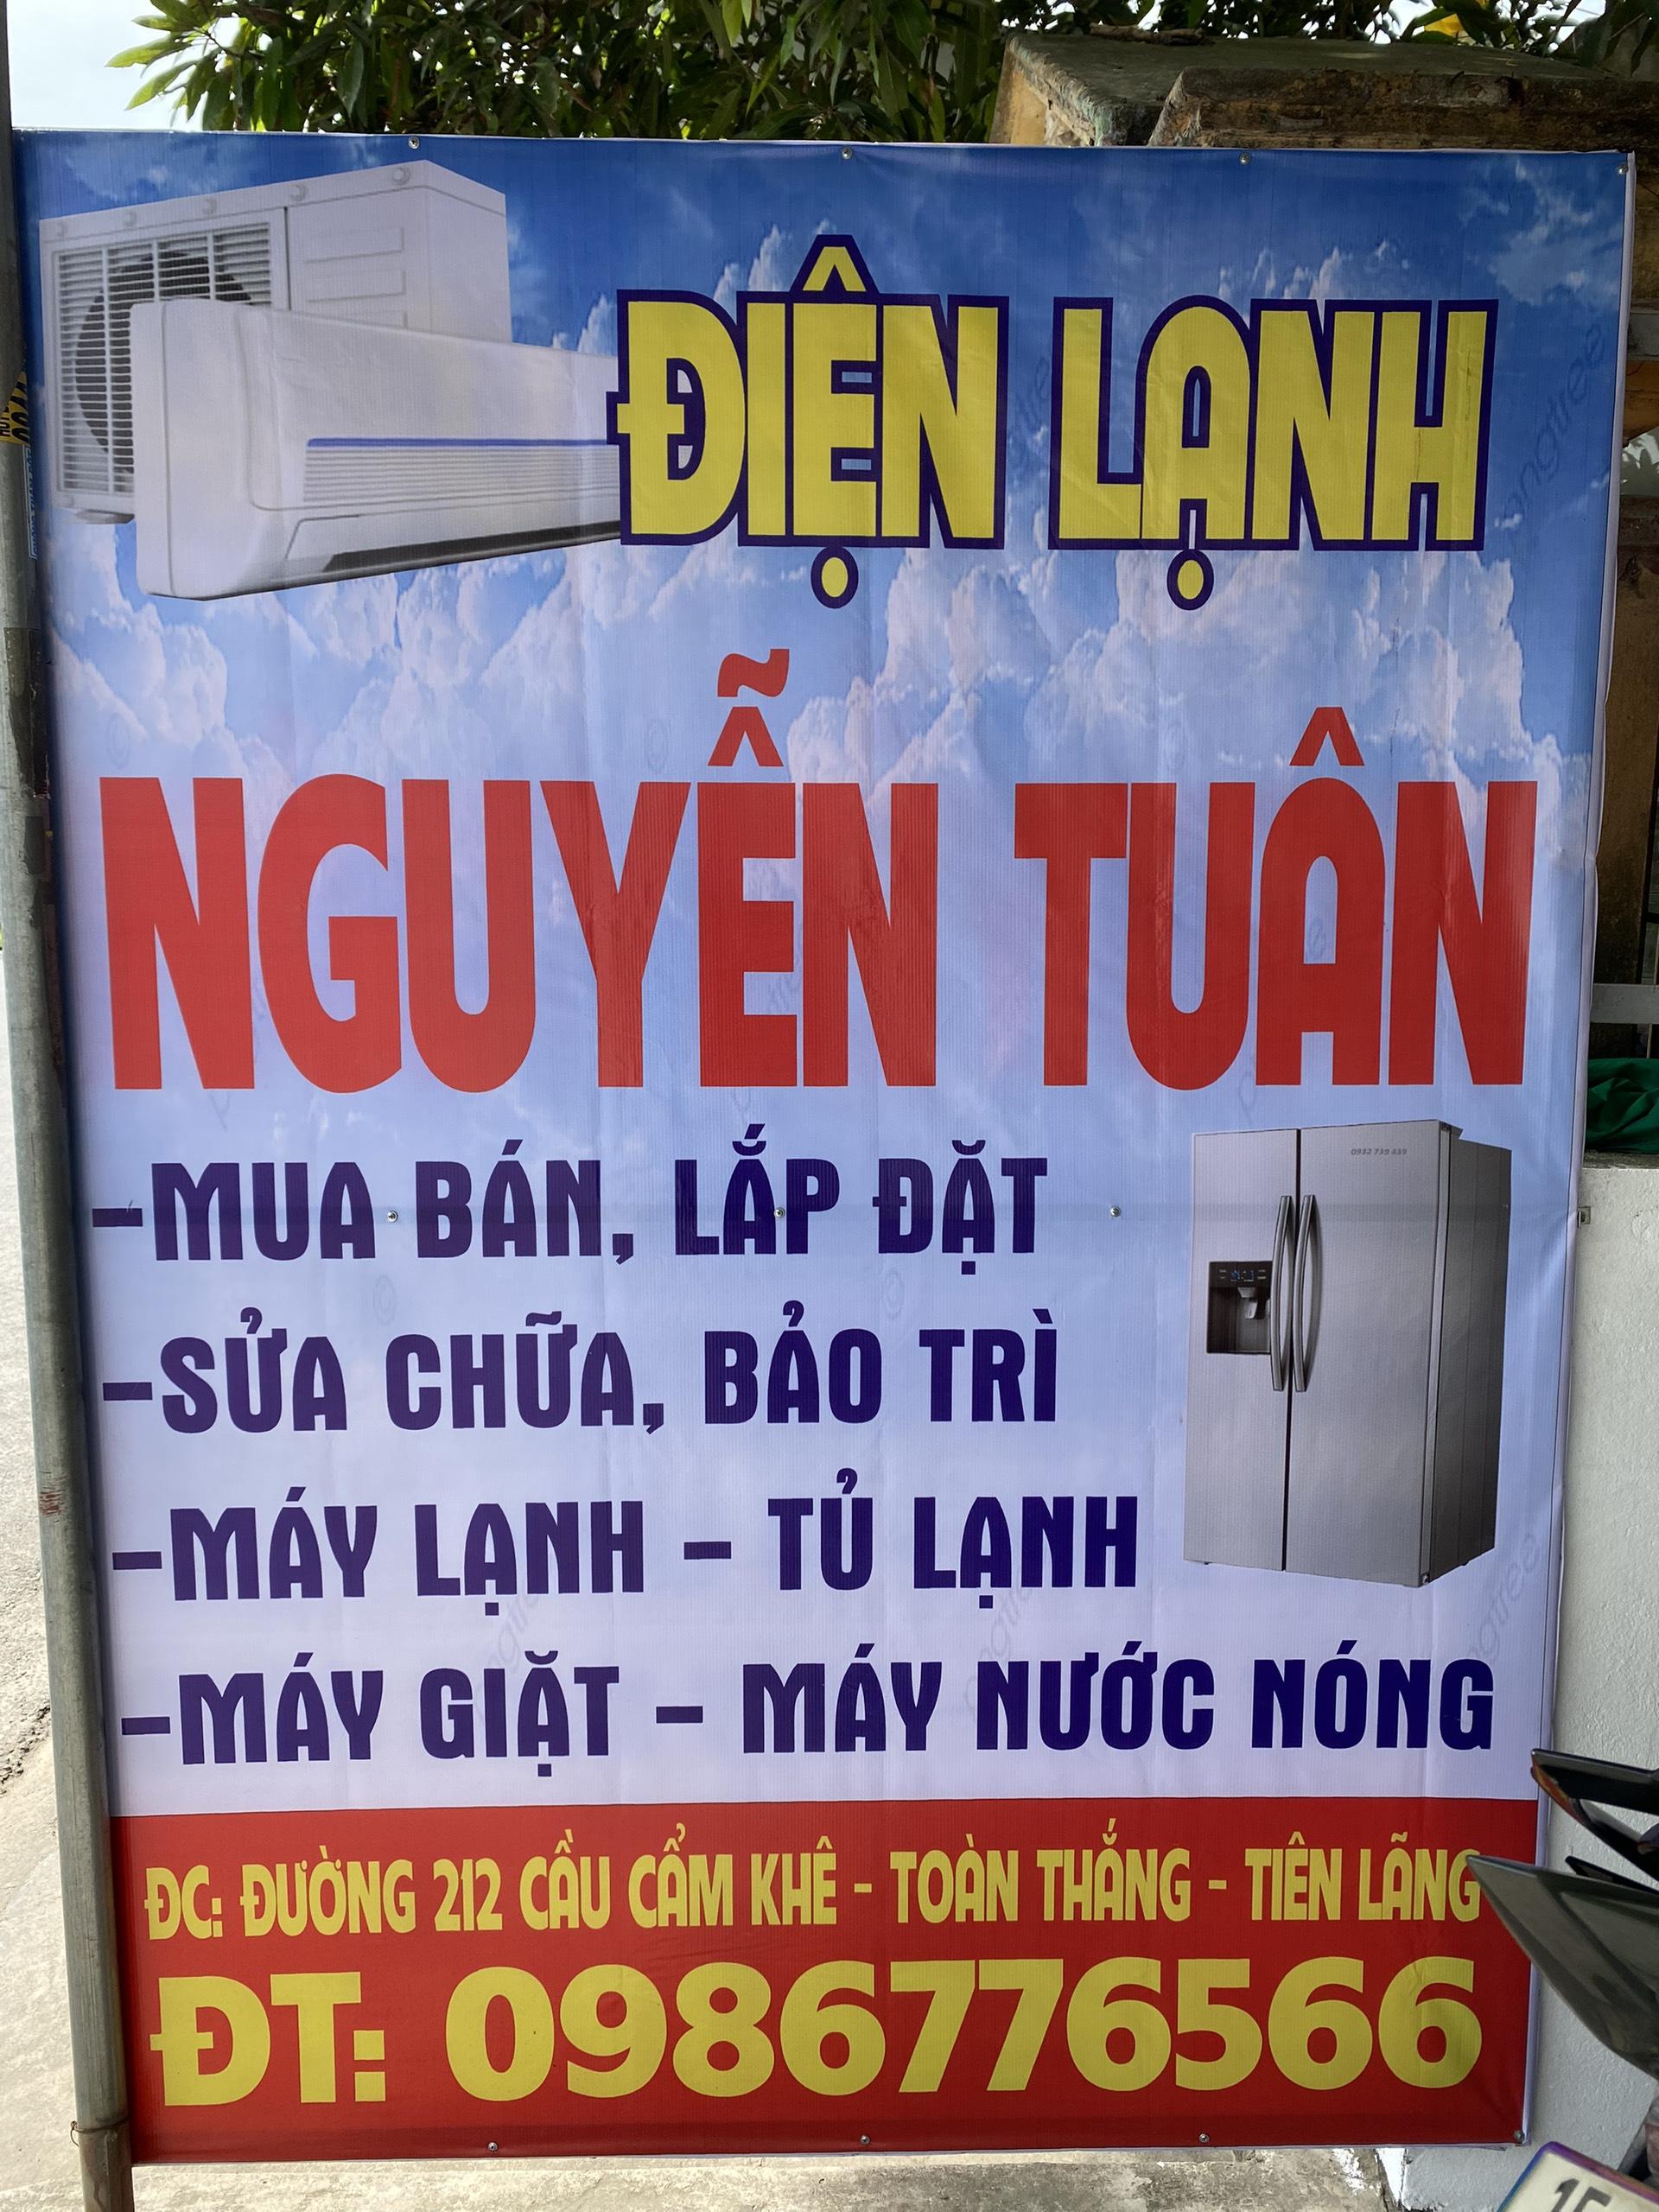 ĐIỆN LẠNH
NGUYỄN TUÂN
-MUA BÁN, LẮP ĐẶT
-SỬA CHỮA, BẢO TRÌ
-MÁY LẠNH - TỦ LẠNH
-MÁY GIẶT - MÁY NƯỚC NÓNG
ĐC: ĐƯỜNG 212 CẦU CẨM KHÊ - TOÀN THẮNG - TIÊN LÃNG
ĐT: 0986776566